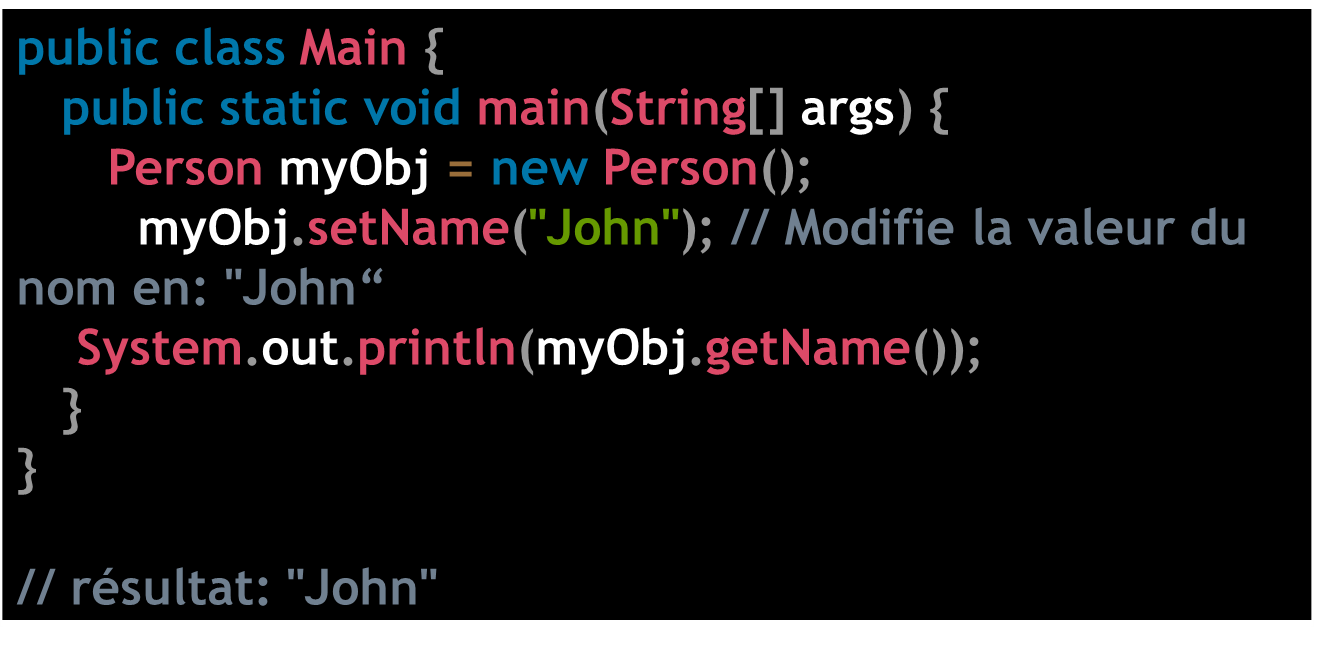 public class Main {
public static void main(String[] args) {
Person myObj = new Person();
myObj.setName("John"); // Modifie la valeur du
nom en: "John“
System.out.println(myObj.getName());
}
}
// résultat: "John"